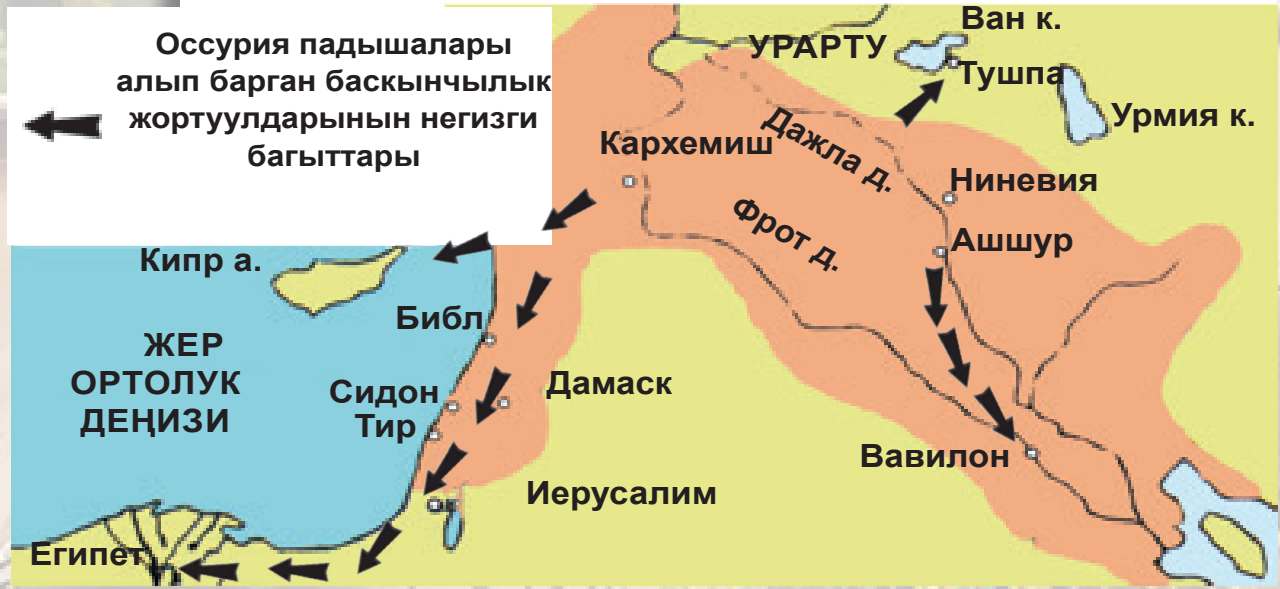 Оссурия падышалары
алып барган баскынчылык
жортуулдарынын негизги
багыттары
Ван к.
УРАРТУ
Тушпа
Урмия к.
Кархемиш
Дажла д.
Ниневия
Фрот д.
Ашшур
Кипр а.
Библ
ЖЕР
ОРТОЛУК
ДЕҢИЗИ
Сидон
Дамаск
Тир
Вавилон
Иерусалим
Египет